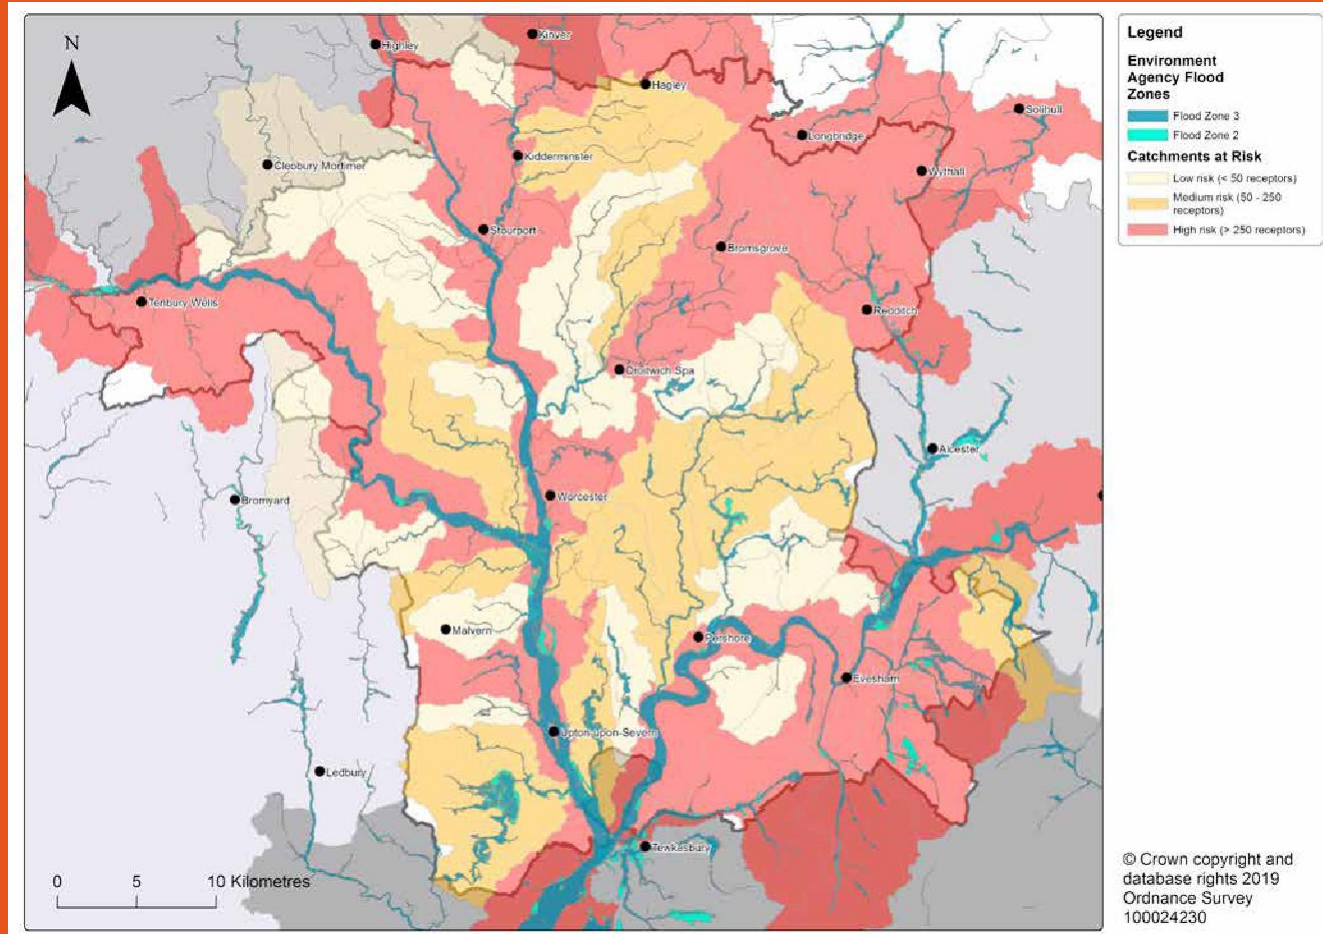 N
Highley
Kinver
Hagley
Solihull
Longbridge
Kidderminster
Cleobury Mortimer
Wythall
Stourport
Bromsgrove
Tenbury Wells
Redditch
Droitwich Spa
Alcester
Bromyard
Worcester
Malvern
Pershore
Evesham
Upton-upon-Severn
Ledbury
Tewkesbury
0 5 10 Kilometres
Legend
Environment
Agency Flood
Zones
Flood Zone 3
Flood Zone 2
Catchments at Risk
Low risk (< 50 receptors)
Medium risk (50 - 250
receptors)
High risk (> 250 receptors)
© Crown copyright and
database rights 2019
Ordnance Survey
100024230